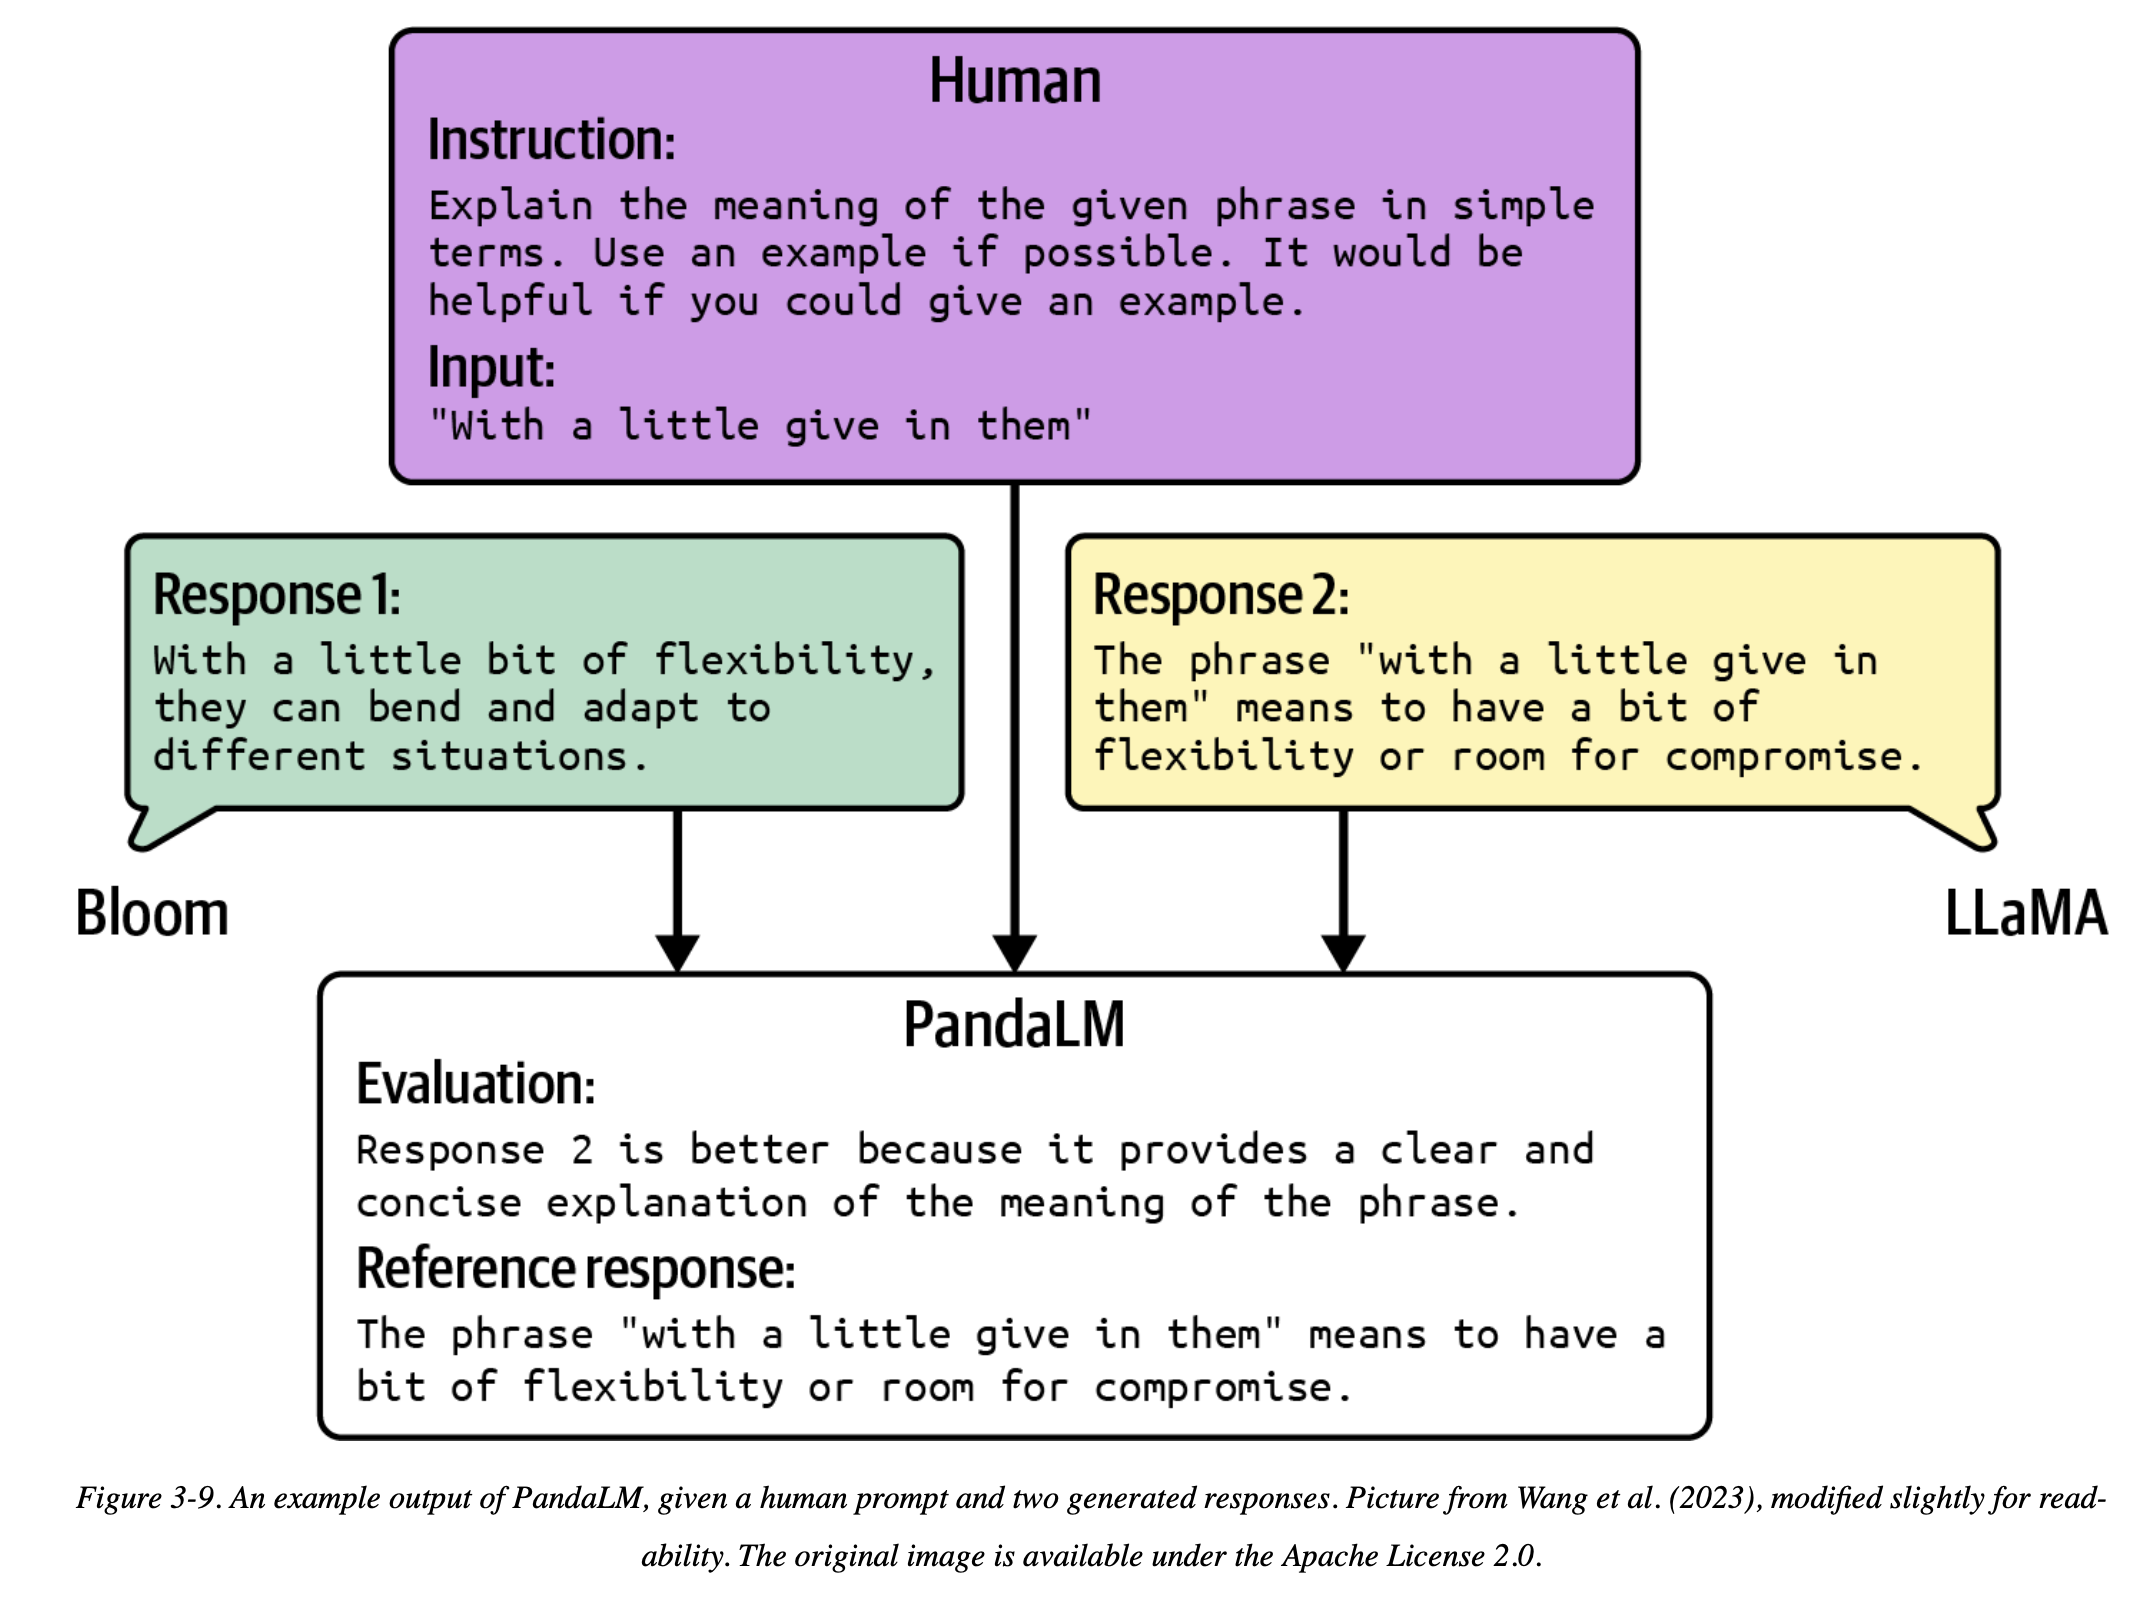 Human
Instruction:
Explain the meaning of the given phrase in simple
terms. Use an example if possible. It would be
helpful if you could give an example.
Input:
"With a little give in them"
Response 1:
With a little bit of flexibility,
they can bend and adapt to
different situations.
Bloom
Response 2:
The phrase "with a little give in
them" means to have a bit of
flexibility or room for compromise.
LLaMA
PandaLM
Evaluation:
Response 2 is better because it provides a clear and
concise explanation of the meaning of the phrase.
Reference response:
The phrase "with a little give in them" means to have a
bit of flexibility or room for compromise.
Figure 3-9. An example output of PandaLM, given a human prompt and two generated responses. Picture from Wang et al. (2023), modified slightly for read-
ability. The original image is available under the Apache License 2.0.